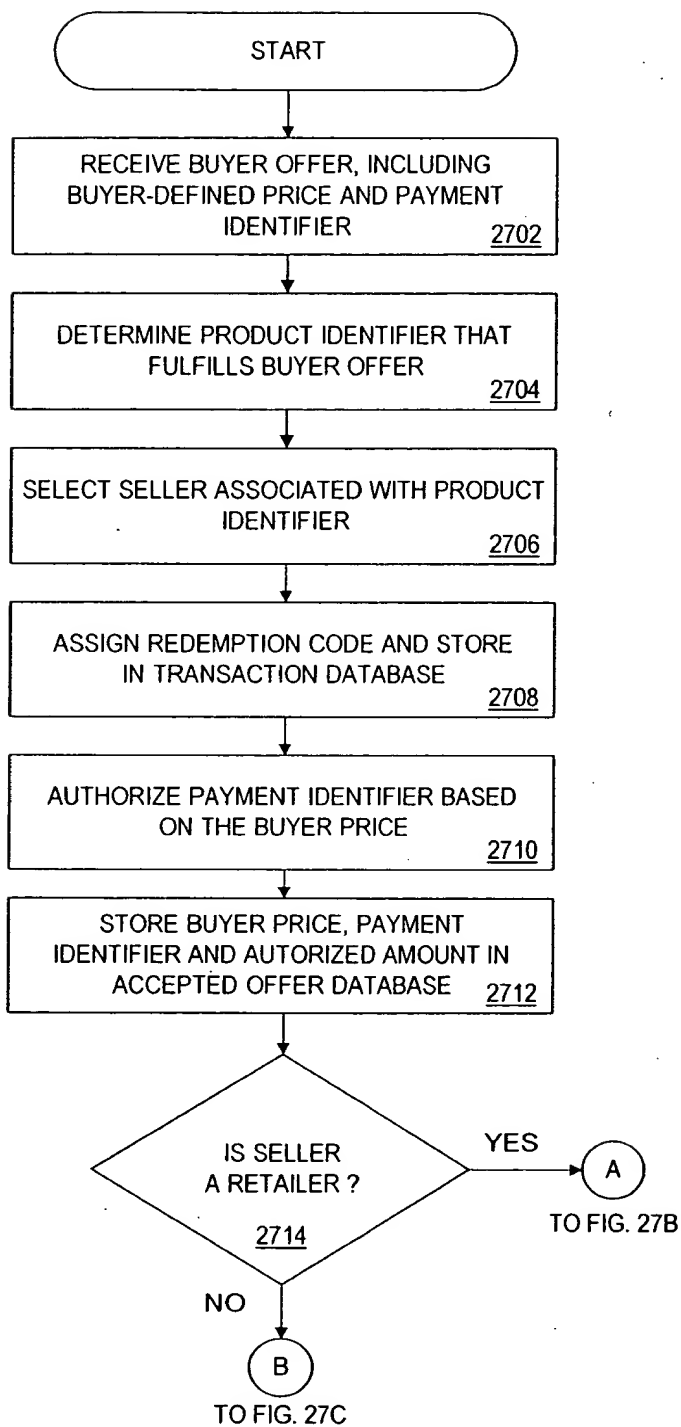 START
RECEIVE BUYER OFFER, INCLUDING
BUYER-DEFINED PRICE AND PAYMENT
IDENTIFIER
2702
DETERMINE PRODUCT IDENTIFIER THAT
FULFILLS BUYER OFFER
2704
SELECT SELLER ASSOCIATED WITH PRODUCT
IDENTIFIER
2706
ASSIGN REDEMPTION CODE AND STORE
IN TRANSACTION DATABASE
2708
AUTHORIZE PAYMENT IDENTIFIER BASED
ON THE BUYER PRICE
2710
STORE BUYER PRICE, PAYMENT
IDENTIFIER AND AUTORIZED AMOUNT IN
ACCEPTED OFFER DATABASE
2712
IS SELLER
A RETAILER ?
2714
YES
A
TO FIG. 27B
NO
B
TO FIG. 27C